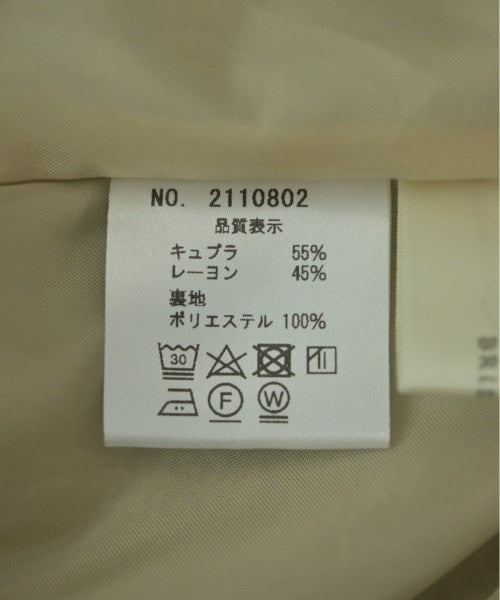 NO. 2110802
品質表示
キュプラ 55%
レーヨン 45%
裏地
ポリエステル 100%
30
F W